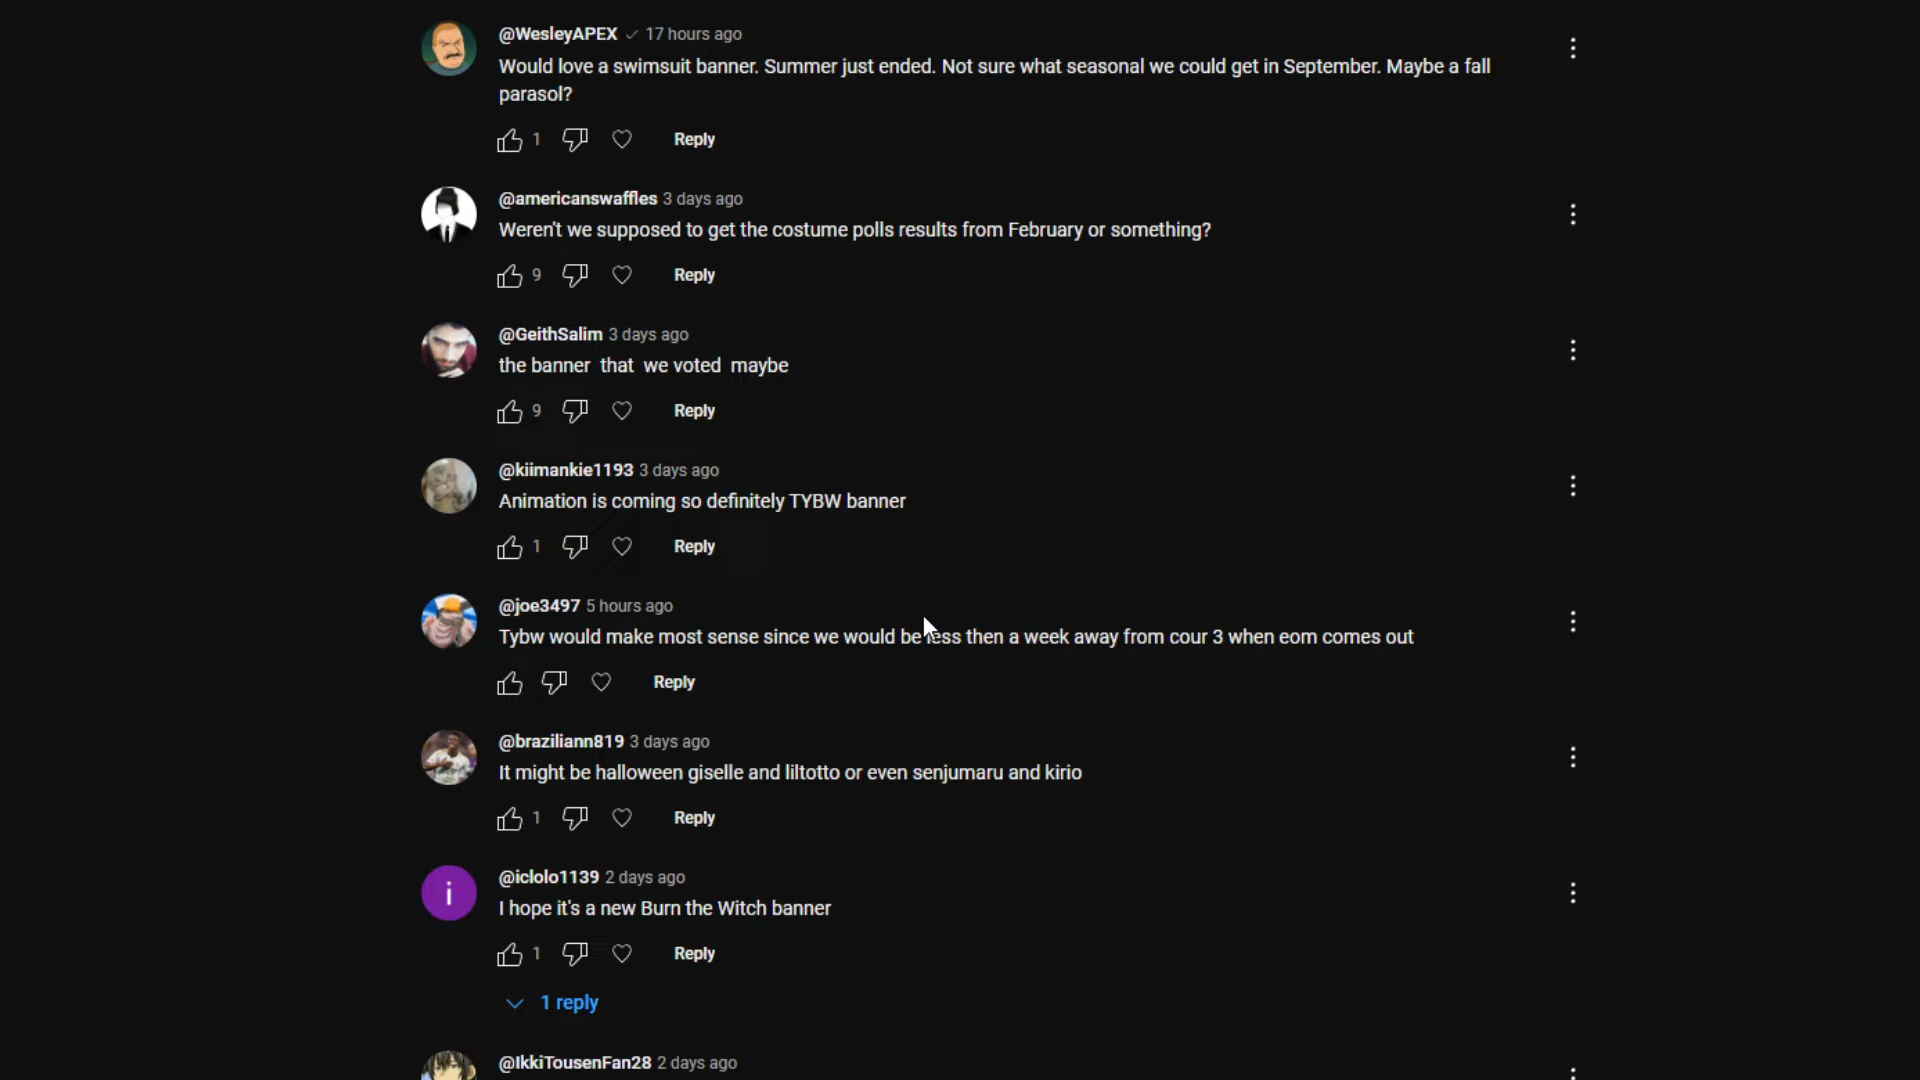 @WesleyAPEX 17 hours ago
Would love a swimsuit banner. Summer just ended. Not sure what seasonal we could get in September. Maybe a fall
parasol?
1 Reply
@americanswaffles 3 days ago
Weren't we supposed to get the costume polls results from February or something?
9 Reply
@GeithSalim 3 days ago
the banner that we voted maybe
9 Reply
@kiimankie1193 3 days ago
Animation is coming so definitely TYBW banner
1 Reply
@joe3497 5 hours ago
Tybw would make most sense since we would be less then a week away from cour 3 when eom comes out
Reply
@braziliann819 3 days ago
It might be halloween giselle and liltotto or even senjumaru and kirio
1 Reply
i
@iclolo1139 2 days ago
I hope it's a new Burn the Witch banner
1 Reply
1 reply
@IkkiTousenFan28 2 days ago